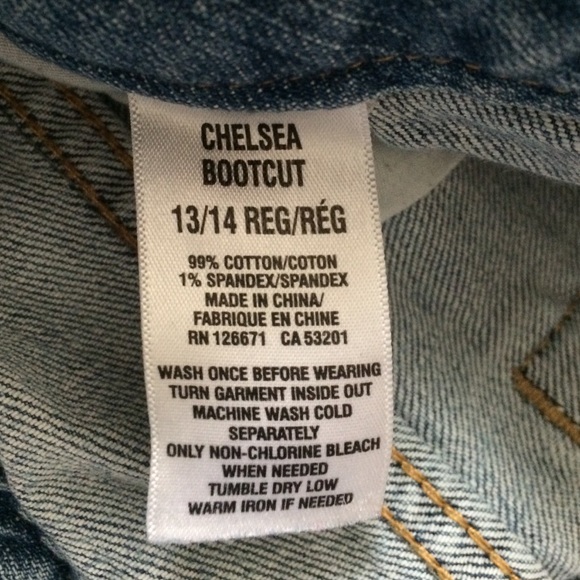 CHELSEA
BOOTCUT
13/14 REG/RÉG
99% COTTON/COTON
1% SPANDEX/SPANDEX
MADE IN CHINA/
FABRIQUE EN CHINE
RN 126671 CA 53201
WASH ONCE BEFORE WEARING
TURN GARMENT INSIDE OUT
MACHINE WASH COLD
SEPARATELY
ONLY NON-CHLORINE BLEACH
WHEN NEEDED
TUMBLE DRY LOW
WARM IRON IF NEEDED